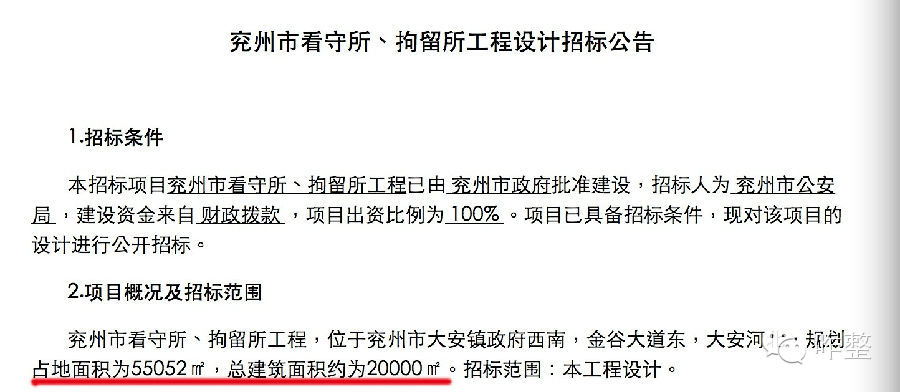 兖州市看守所、拘留所工程设计招标公告
1.招标条件
本招标项目兖州市看守所、拘留所工程已由 兖州市政府批准建设，招标人为 兖州市公安
局，建设资金来自 财政拨款，项目出资比例为 100%。项目已具备招标条件，现对该项目的
设计进行公开招标。
2.项目概况及招标范围
兖州市看守所、拘留所工程，位于兖州市大安镇政府西南，金谷大道东，大安河 规划
占地面积为55052㎡，总建筑面积约为20000㎡。招标范围：本工程设计。
昨整